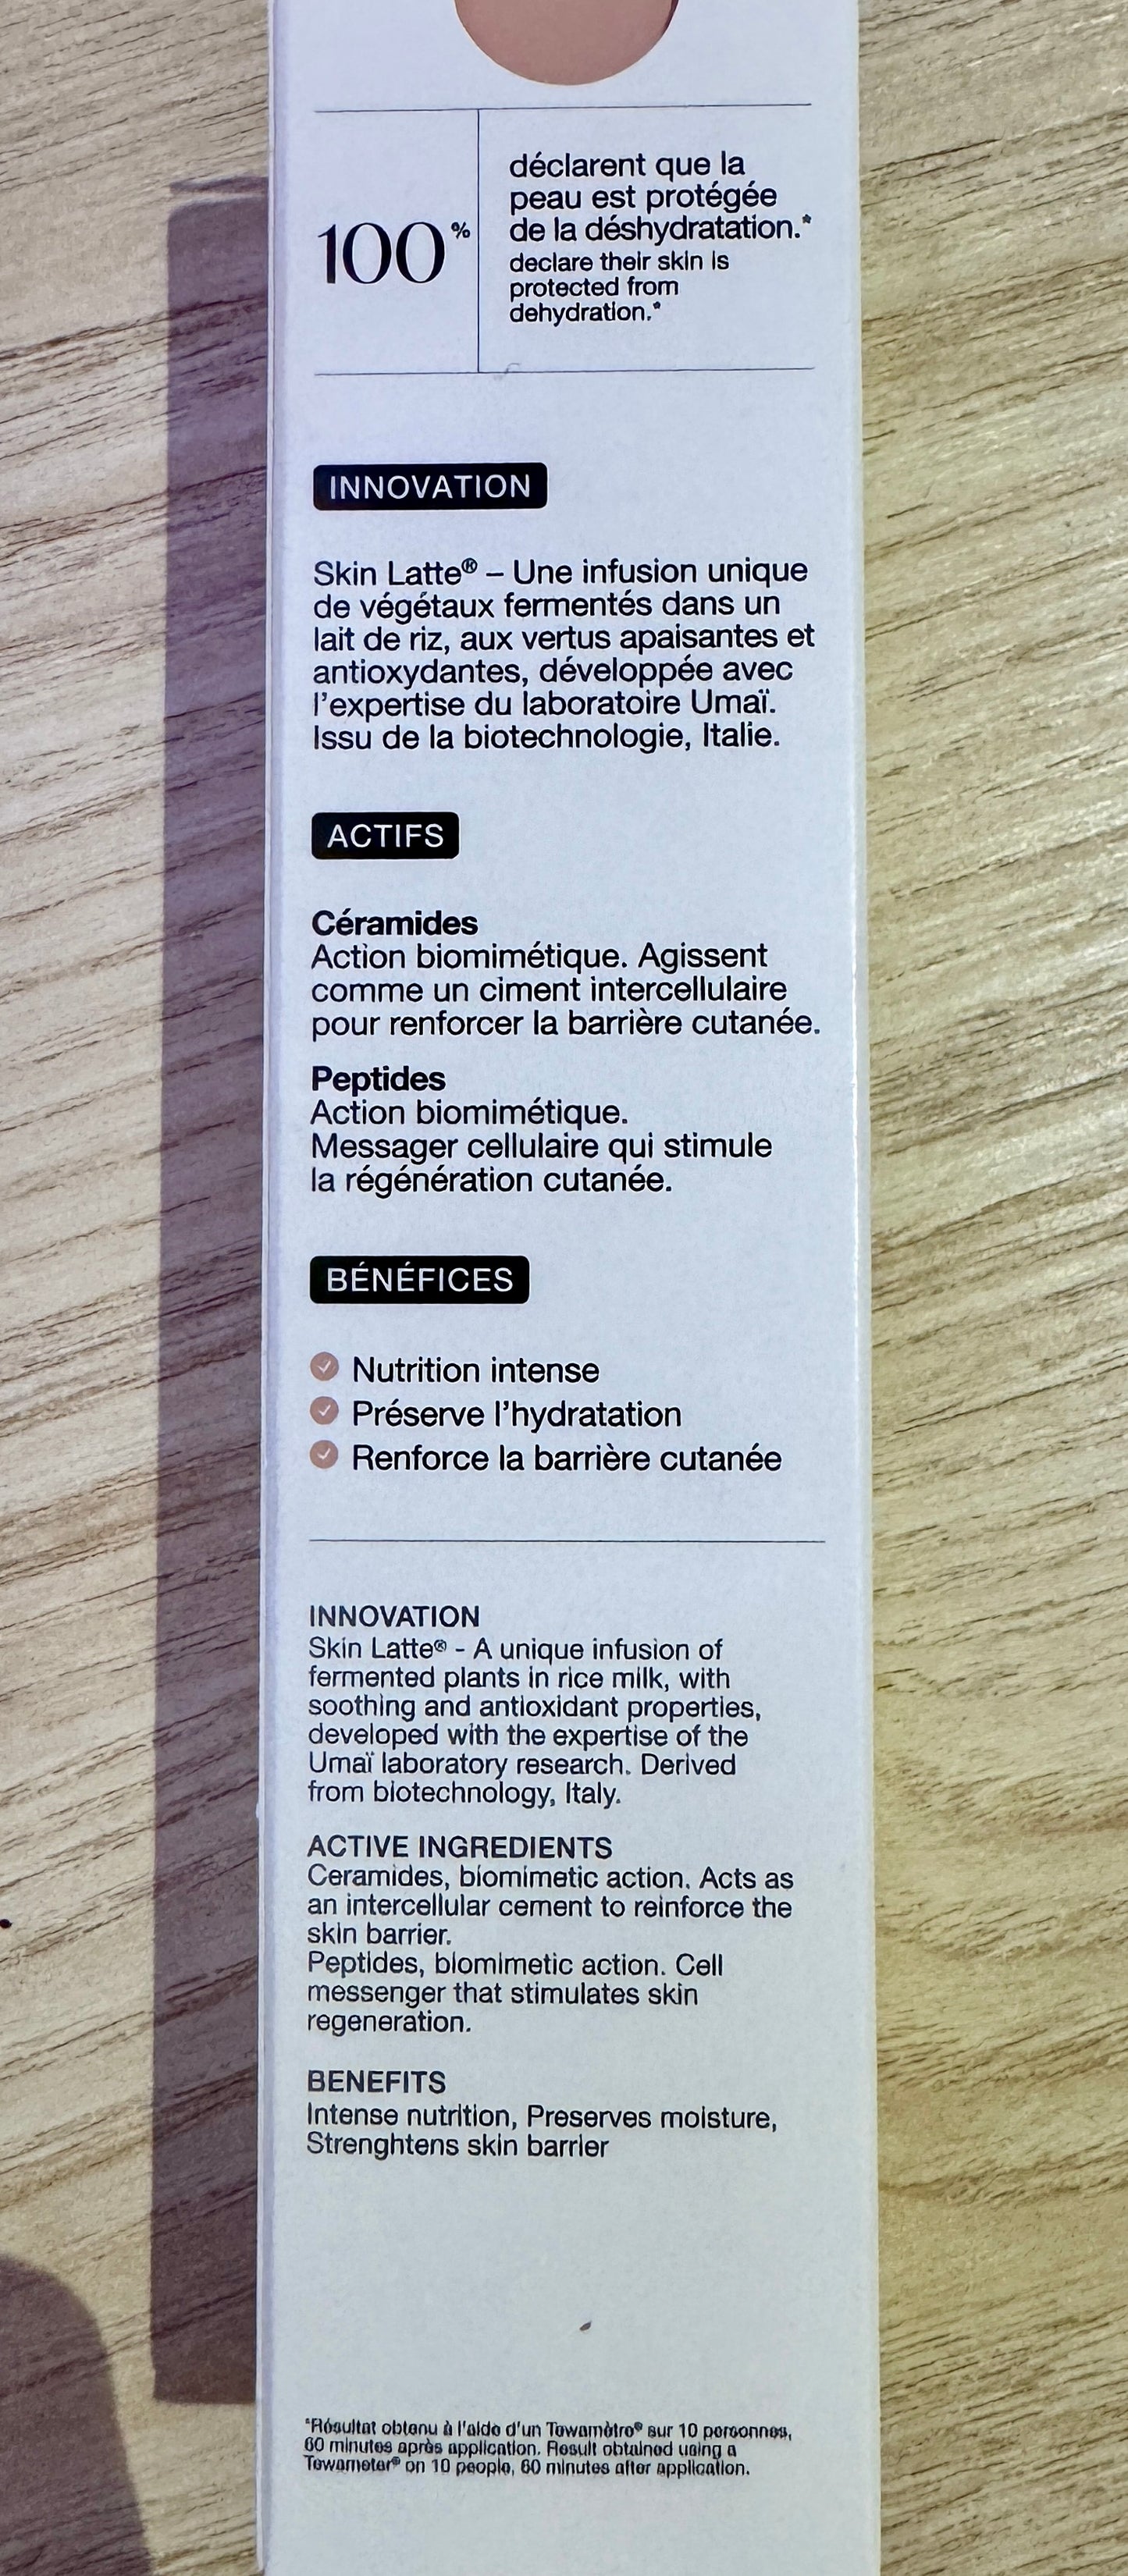 100%
déclarent que la
peau est protégée
de la déshydratation.*
declare their skin is
protected from
dehydration.*
INNOVATION
Skin Latte® – Une infusion unique
de végétaux fermentés dans un
lait de riz, aux vertus apaisantes et
antioxydantes, développée avec
l'expertise du laboratoire Umaï.
Issu de la biotechnologie, Italie.
ACTIFS
Céramides
Action biomimétique. Agissent
comme un ciment intercellulaire
pour renforcer la barrière cutanée.
Peptides
Action biomimétique.
Messager cellulaire qui stimule
la régénération cutanée.
BÉNÉFICES
Nutrition intense
Préserve l'hydratation
Renforce la barrière cutanée
INNOVATION
Skin Latte® - A unique infusion of
fermented plants in rice milk, with
soothing and antioxidant properties,
developed with the expertise of the
Umaï laboratory research. Derived
from biotechnology, Italy.
ACTIVE INGREDIENTS
Ceramides, biomimetic action. Acts as
an intercellular cement to reinforce the
skin barrier.
Peptides, biomimetic action. Cell
messenger that stimulates skin
regeneration.
BENEFITS
Intense nutrition, Preserves moisture,
Strenghtens skin barrier
*Résultat obtenu à l'aide d'un Tewamètre® sur 10 personnes,
60 minutes après application. Result obtained using a
Tewameter® on 10 people, 60 minutes after application.